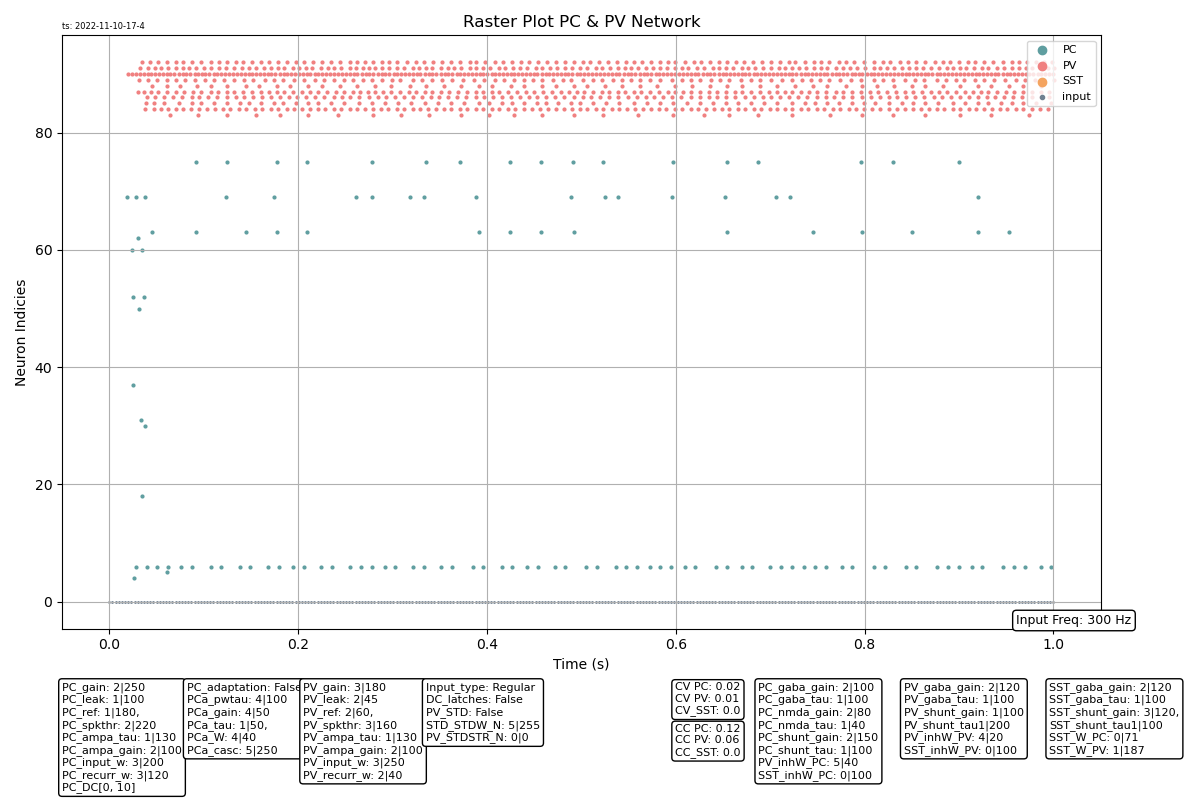 ts: 2022-11-10-17-4
Raster Plot PC & PV Network
PC
PV
SST
input
80
60
40
20
0
Neuron Indicies
0.0
0.2
0.4
0.6
0.8
1.0
Time (s)
Input Freq: 300 Hz
PC_gain: 2|250
PC_leak: 1|100
PC_ref: 1|180,
PC_spkthr: 2|220
PC_ampa_tau: 1|130
PC_ampa_gain: 2|100
PC_input_w: 3|200
PC_recurr_w: 3|120
PC_DC[0, 10]
PC_adaptation: False
PCa_pwtau: 4|100
PCa_gain: 4|50
PCa_tau: 1|50,
PCa_W: 4|40
PCa_casc: 5|250
PV_gain: 3|180
PV_leak: 2|45
PV_ref: 2|60,
PV_spkthr: 3|160
PV_ampa_tau: 1|130
PV_ampa_gain: 2|100
PV_input_w: 3|250
PV_recurr_w: 2|40
Input_type: Regular
DC_latches: False
PV_STD: False
STD_STDW_N: 5|255
PV_STDSTR_N: 0|0
CV PC: 0.02
CV PV: 0.01
CV_SST: 0.0
CC PC: 0.12
CC PV: 0.06
CC_SST: 0.0
PC_gaba_gain: 2|100
PC_gaba_tau: 1|100
PC_nmda_gain: 2|80
PC_nmda_tau: 1|40
PC_shunt_gain: 2|150
PC_shunt_tau: 1|100
PV_inhW_PC: 5|40
SST_inhW_PC: 0|100
PV_gaba_gain: 2|120
PV_gaba_tau: 1|100
PV_shunt_gain: 1|100
PV_shunt_tau1|200
PV_inhW_PV: 4|20
SST_inhW_PV: 0|100
SST_gaba_gain: 2|120
SST_gaba_tau: 1|100
SST_shunt_gain: 3|120,
SST_shunt_tau1|100
SST_W_PC: 0|71
SST_W_PV: 1|187